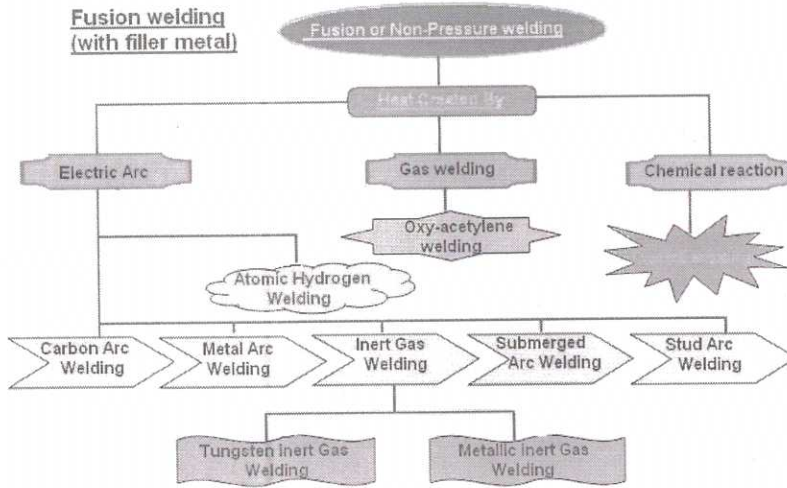 Fusion welding
(with filler metal)
Fusion or Non-Pressure welding
Heat Created By
Electric Arc
Gas welding
Chemical reaction
Oxy-acetylene
welding
Atomic Hydrogen
Welding
Carbon Arc
Welding
Metal Arc
Welding
Inert Gas
Welding
Submerged
Arc Welding
Stud Arc
Welding
Tungsten Inert Gas
Welding
Metallic Inert Gas
Welding